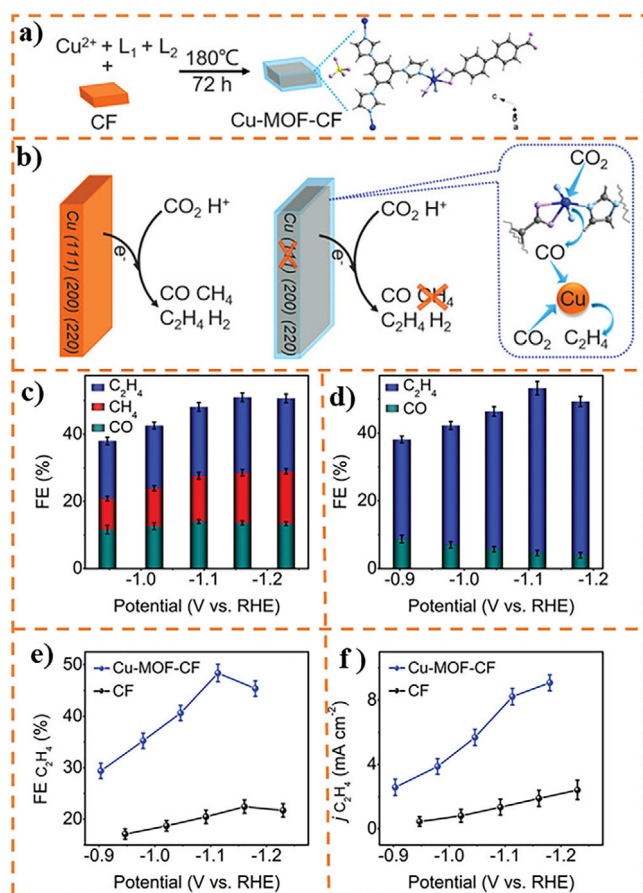 a)
Cu²⁺ + L₁ + L₂
+
CF
180℃
72 h
Cu-MOF-CF
c
a
b)
Cu (111) (200) (220)
e⁻
CO₂ H⁺
CO CH₄
C₂H₄ H₂
Cu (111) (200) (220)
e⁻
CO₂ H⁺
CO CH₄
C₂H₄ H₂
CO₂
CO
Cu
CO₂
C₂H₄
c)
C₂H₄
CH₄
CO
FE (%)
40
20
0
-1.0 -1.1 -1.2
Potential (V vs. RHE)
d)
C₂H₄
CO
FE (%)
40
20
0
-0.9 -1.0 -1.1 -1.2
Potential (V vs. RHE)
e)
Cu-MOF-CF
CF
FE C₂H₄ (%)
50
40
30
20
-0.9 -1.0 -1.1 -1.2
Potential (V vs. RHE)
f)
Cu-MOF-CF
CF
j C₂H₄ (mA cm⁻²)
8
4
0
-0.9 -1.0 -1.1 -1.2
Potential (V vs. RHE)